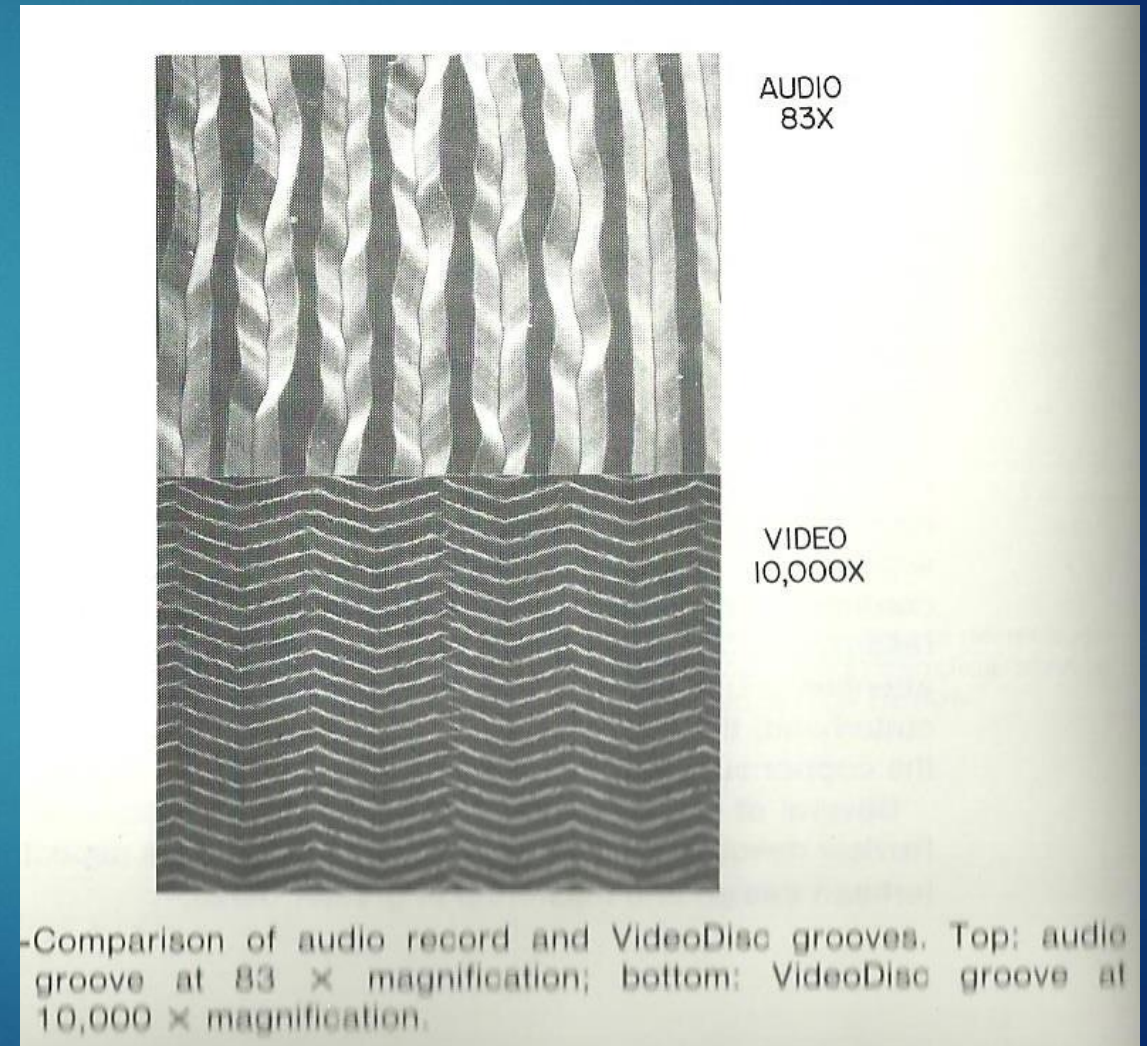 AUDIO
83X
VIDEO
10,000X
-Comparison of audio record and VideoDisc grooves. Top: audio
groove at 83 × magnification; bottom: VideoDisc groove at
10,000 × magnification.